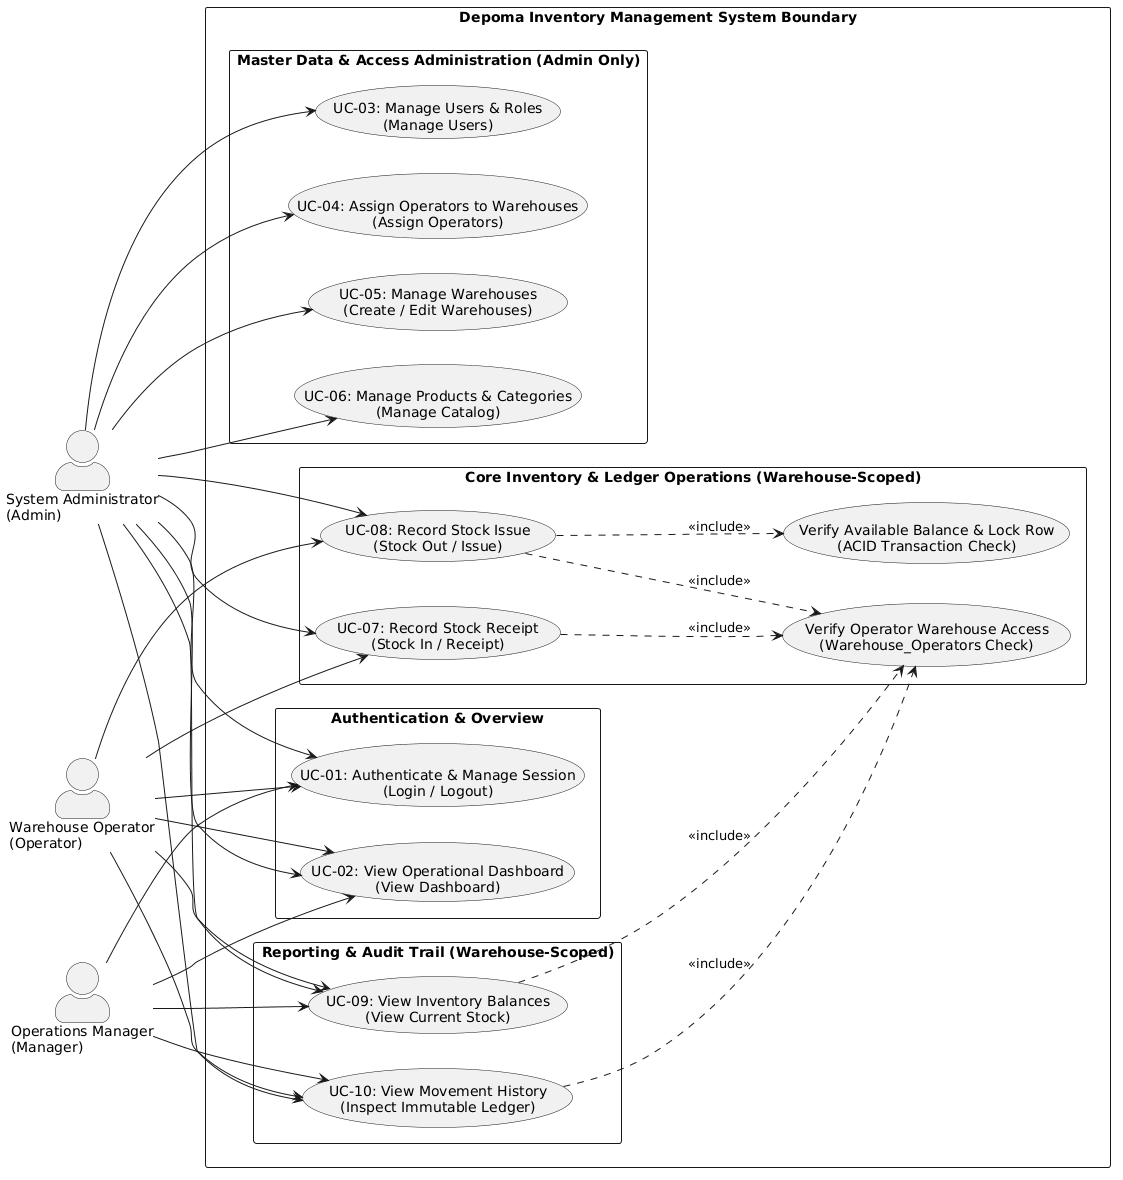 Depoma Inventory Management System Boundary
Master Data & Access Administration (Admin Only)
UC-03: Manage Users & Roles
(Manage Users)
UC-04: Assign Operators to Warehouses
(Assign Operators)
UC-05: Manage Warehouses
(Create / Edit Warehouses)
UC-06: Manage Products & Categories
(Manage Catalog)
System Administrator
(Admin)
Core Inventory & Ledger Operations (Warehouse-Scoped)
UC-08: Record Stock Issue
(Stock Out / Issue)
«include»
Verify Available Balance & Lock Row
(ACID Transaction Check)
«include»
UC-07: Record Stock Receipt
(Stock In / Receipt)
«include»
Verify Operator Warehouse Access
(Warehouse_Operators Check)
Authentication & Overview
UC-01: Authenticate & Manage Session
(Login / Logout)
Warehouse Operator
(Operator)
«include»
UC-02: View Operational Dashboard
(View Dashboard)
Reporting & Audit Trail (Warehouse-Scoped)
«include»
UC-09: View Inventory Balances
(View Current Stock)
Operations Manager
(Manager)
UC-10: View Movement History
(Inspect Immutable Ledger)